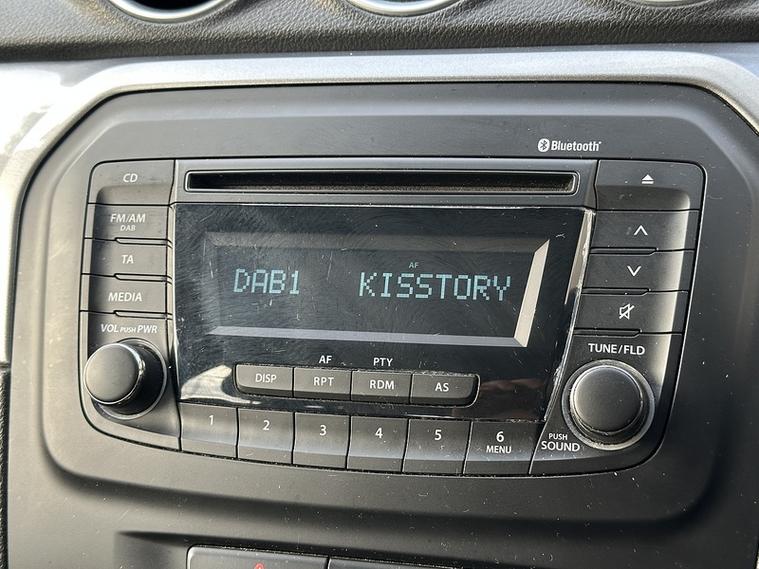 Bluetooth
CD
FM/AM
DAB
TA
MEDIA
VOL PUSH PWR
AF
DAB1 KISSTORY
TUNE/FLD
AF PTY
DISP RPT RDM AS
1 2 3 4 5 6
MENU
PUSH
SOUND